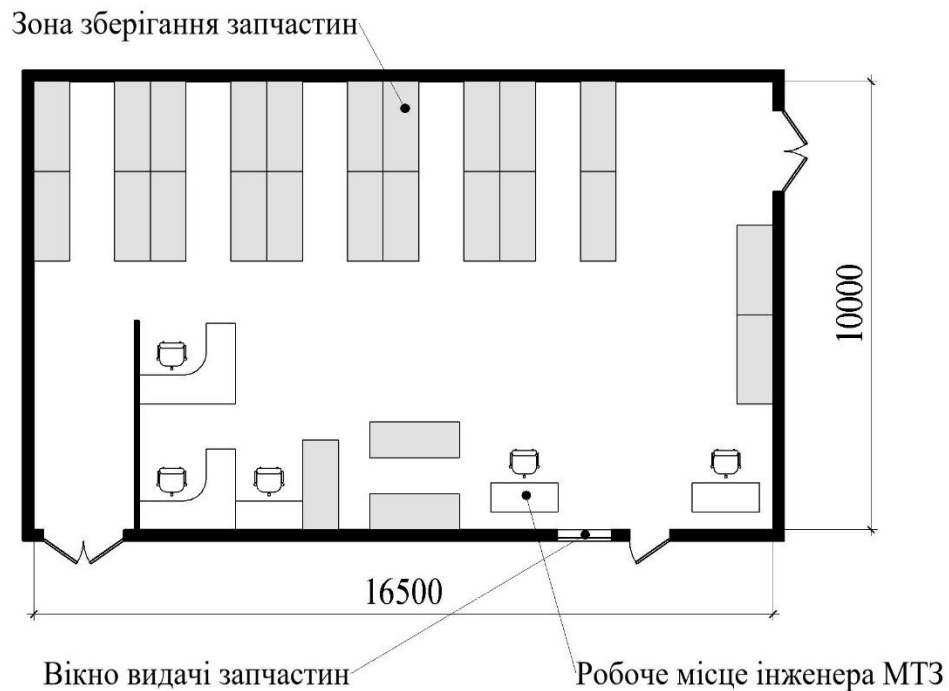 Зона зберігання запчастин
10000
16500
Вікно видачі запчастин
Робоче місце інженера МТЗ